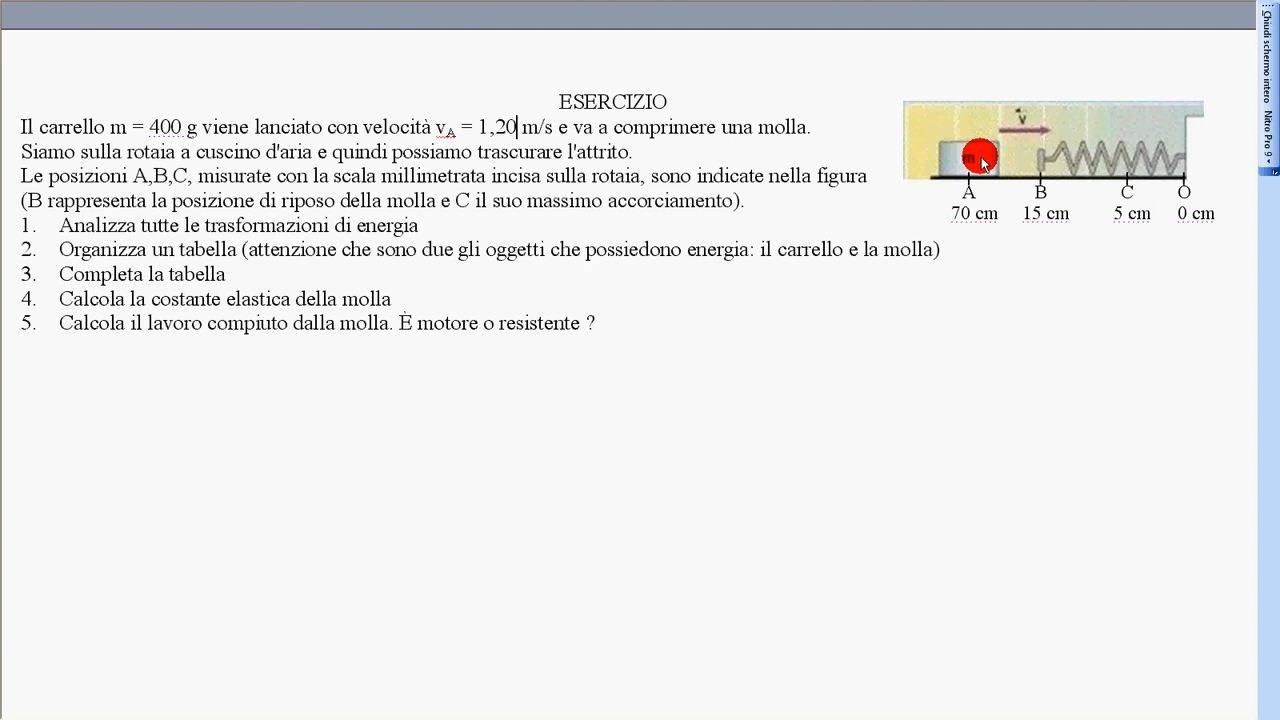 ESERCIZIO
Il carrello m = 400 g viene lanciato con velocità vA = 1,20 m/s e va a comprimere una molla.
Siamo sulla rotaia a cuscino d'aria e quindi possiamo trascurare l'attrito.
Le posizioni A,B,C, misurate con la scala millimetrata incisa sulla rotaia, sono indicate nella figura
(B rappresenta la posizione di riposo della molla e C il suo massimo accorciamento).
1. Analizza tutte le trasformazioni di energia
2. Organizza un tabella (attenzione che sono due gli oggetti che possiedono energia: il carrello e la molla)
3. Completa la tabella
4. Calcola la costante elastica della molla
5. Calcola il lavoro compiuto dalla molla. È motore o resistente ?
v
m
A B C O
70 cm 15 cm 5 cm 0 cm
Chiudi schermo intero Nitro Pro 9